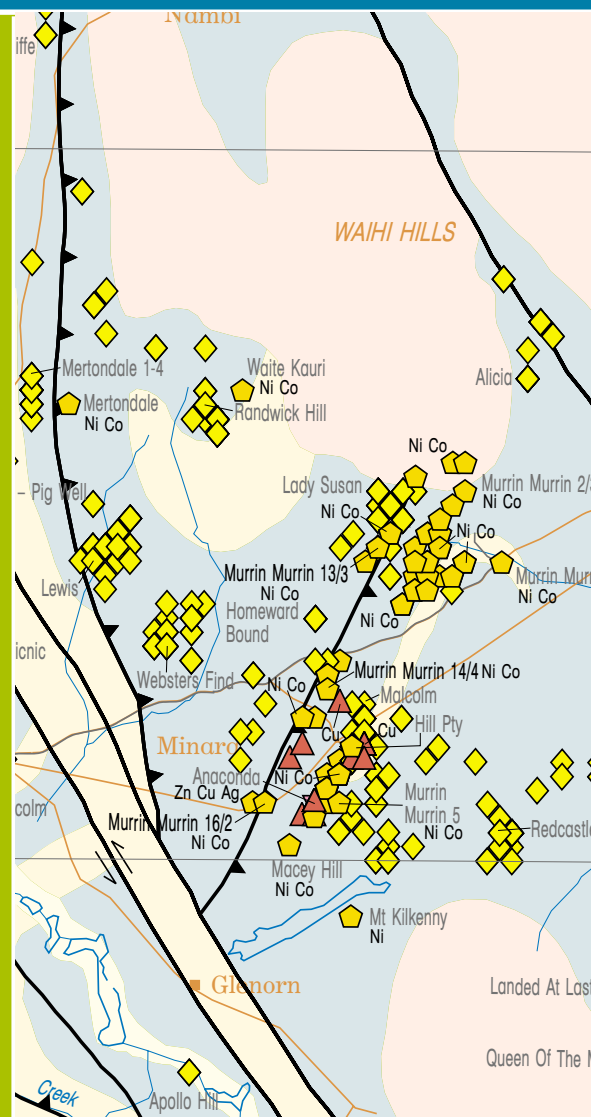 Nambi
iffe
WAIHI HILLS
Mertondale 1-4
Waite Kauri
Ni Co
Alicia
Mertondale
Ni Co
Randwick Hill
Ni Co
– Pig Well
Lady Susan
Murrin Murrin 2/3
Ni Co
Ni Co
Ni Co
Murrin Murrin 13/3
Ni Co
Murrin Mur
Ni Co
Lewis
Homeward
Bound
Ni Co
icnic
Websters Find
Murrin Murrin 14/4 Ni Co
Ni Co
Malcolm
Cu
Cu
Hill Pty
Minara
Anaconda
Ni Co
Zn Cu Ag
Murrin
Murrin 5
Ni Co
colm
Murrin Murrin 16/2
Ni Co
Redcastle
Macey Hill
Ni Co
Mt Kilkenny
Ni
Glenorn
Landed At Last
Queen Of The M
Creek
Apollo Hill